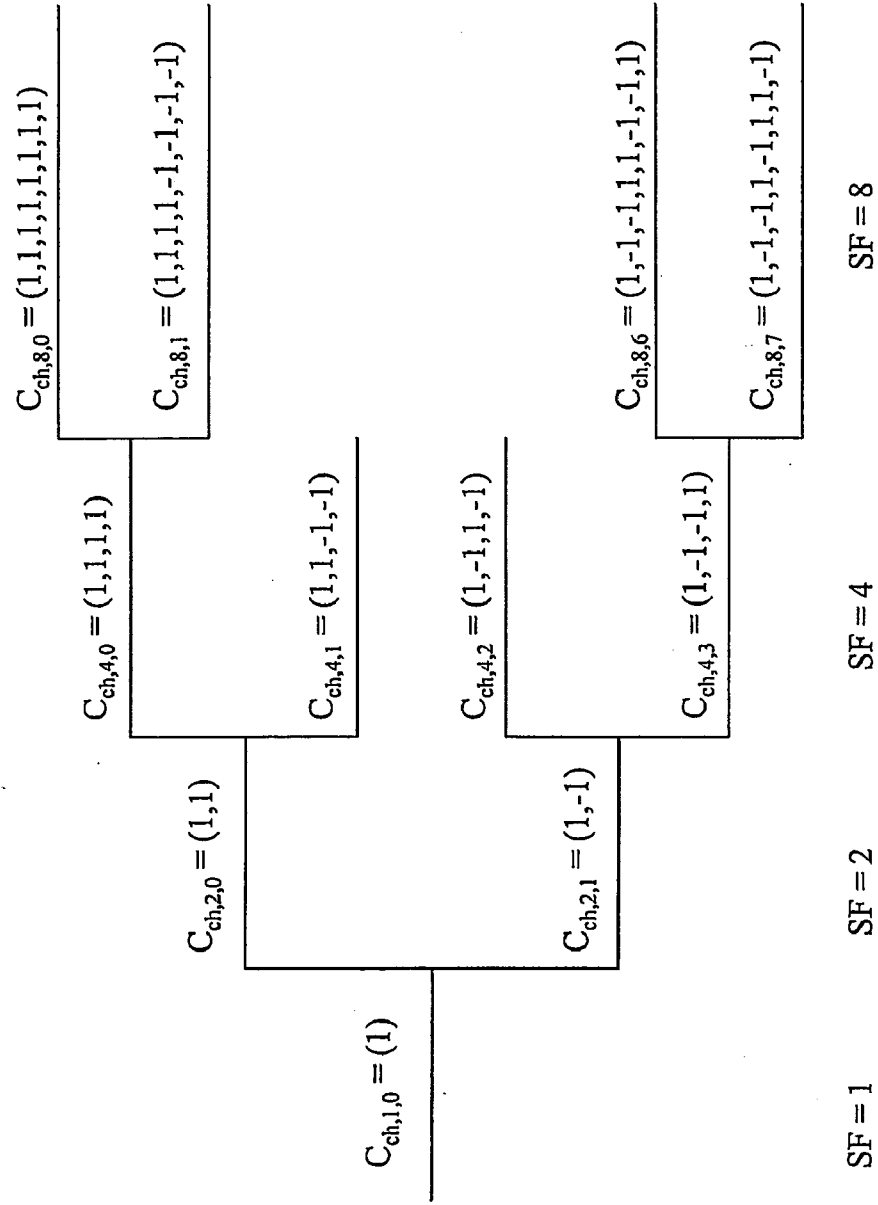 C_ch,1,0 = (1)
C_ch,2,0 = (1,1)
C_ch,2,1 = (1,-1)
C_ch,4,0 = (1,1,1,1)
C_ch,4,1 = (1,1,-1,-1)
C_ch,4,2 = (1,-1,1,-1)
C_ch,4,3 = (1,-1,-1,1)
C_ch,8,0 = (1,1,1,1,1,1,1,1)
C_ch,8,1 = (1,1,1,1,-1,-1,-1,-1)
C_ch,8,6 = (1,-1,-1,1,1,-1,-1,1)
C_ch,8,7 = (1,-1,-1,1,-1,1,1,-1)
SF = 1
SF = 2
SF = 4
SF = 8